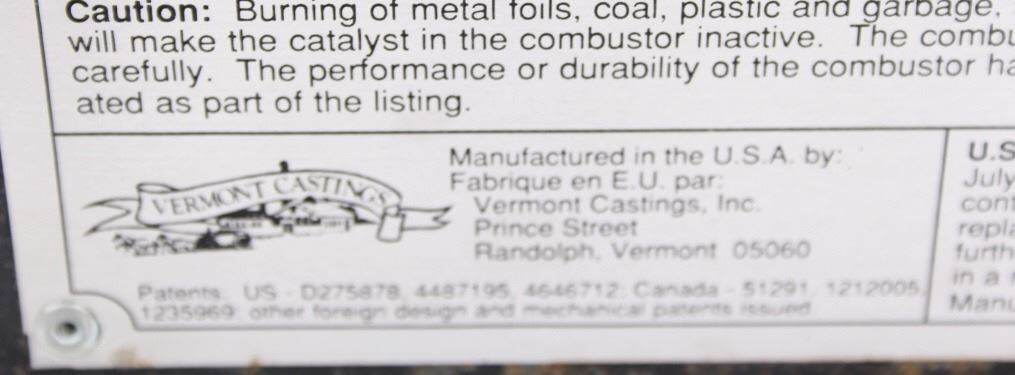 Caution: Burning of metal foils, coal, plastic and garbage,
will make the catalyst in the combustor inactive. The combu
carefully. The performance or durability of the combustor ha
ated as part of the listing.
VERMONT CASTINGS
Manufactured in the U.S.A. by:
Fabrique en E.U. par:
Vermont Castings, Inc.
Prince Street
Randolph, Vermont 05060
Patents: US - D275878, 4487195, 4646712; Canada - 51291, 1212005,
1235969 other foreign design and mechanical patents issued.
U.S
July
cont
repla
furth
in a
Manu